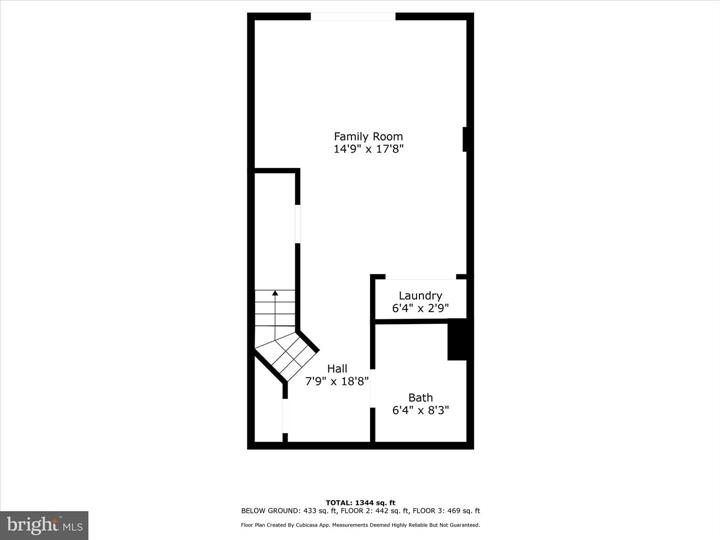 Family Room
14'9" x 17'8"
Laundry
6'4" x 2'9"
Hall
7'9" x 18'8"
Bath
6'4" x 8'3"
TOTAL: 1344 sq. ft
BELOW GROUND: 433 sq. ft, FLOOR 2: 442 sq. ft, FLOOR 3: 469 sq. ft
Floor Plan Created By Cubicasa App. Measurements Deemed Highly Reliable But Not Guaranteed.
bright MLS